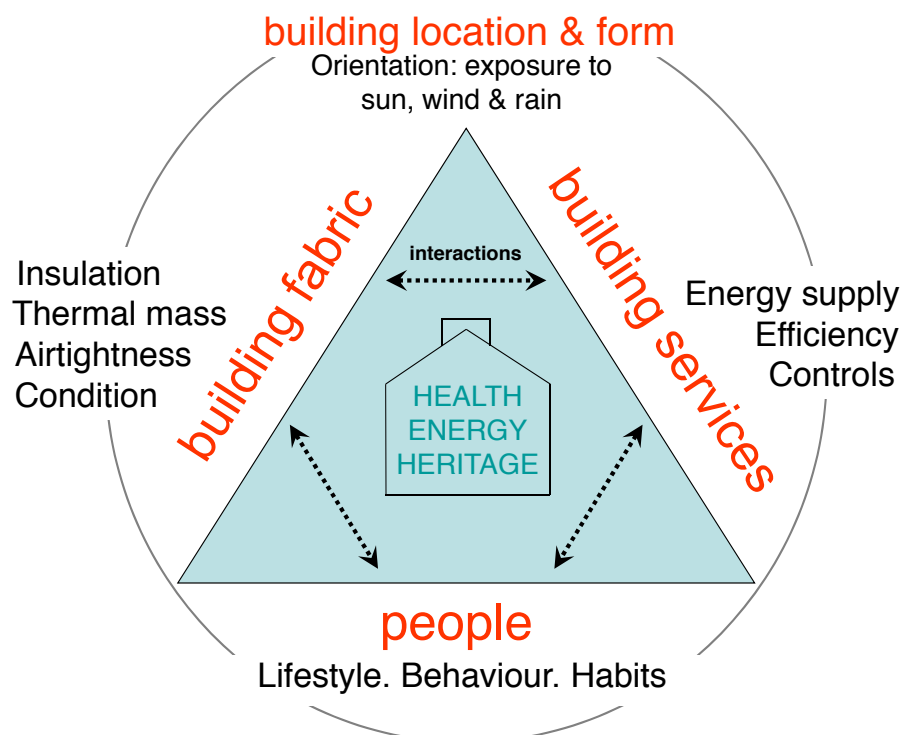 building location & form
Orientation: exposure to
sun, wind & rain
building fabric
building services
interactions
Insulation
Thermal mass
Airtightness
Condition
Energy supply
Efficiency
Controls
HEALTH
ENERGY
HERITAGE
people
Lifestyle. Behaviour. Habits